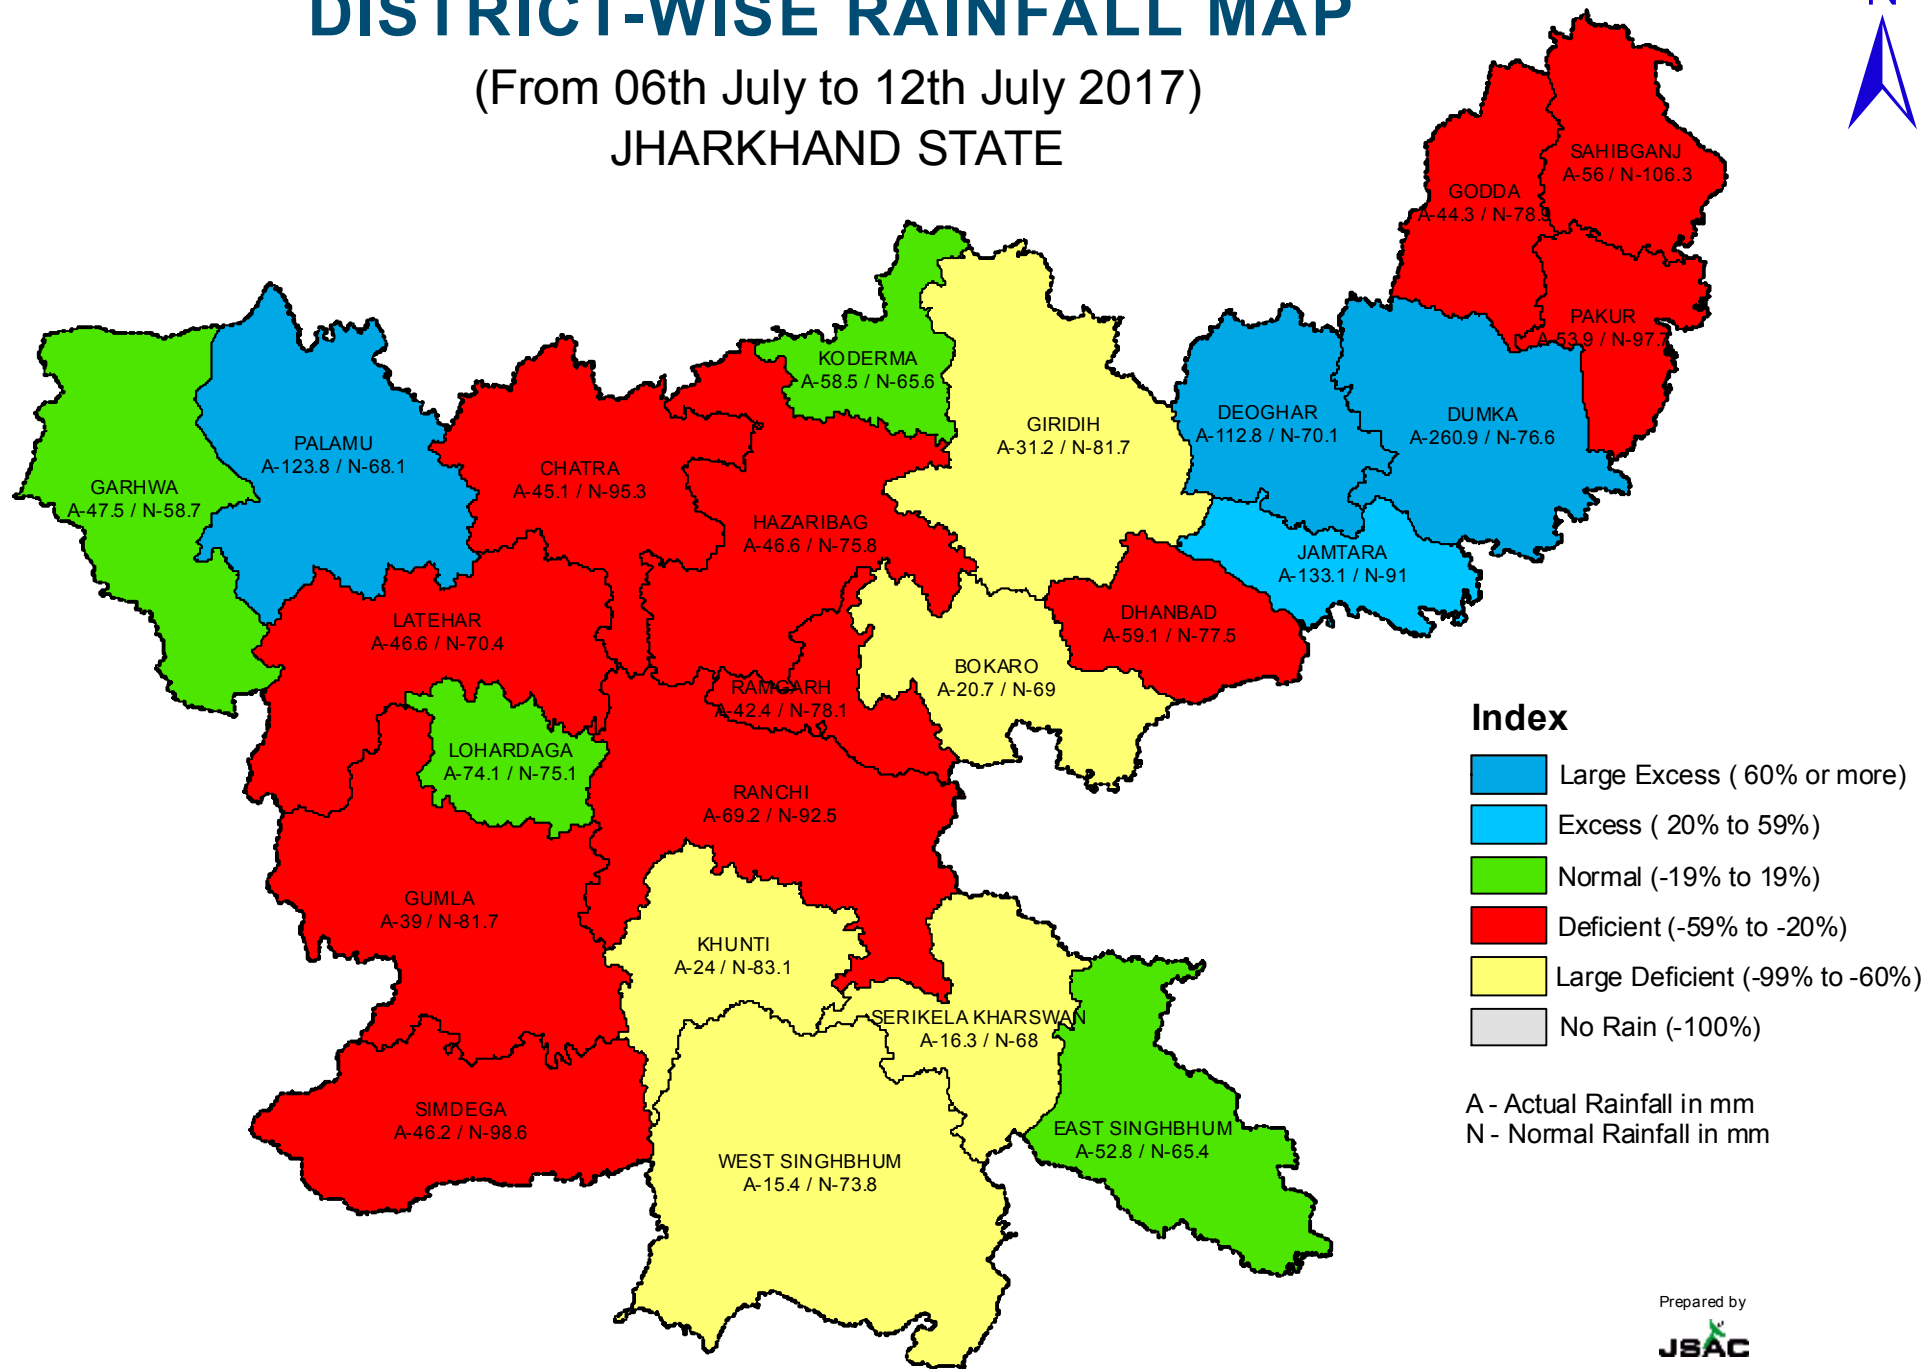 DISTRICT-WISE RAINFALL MAP
(From 06th July to 12th July 2017)
JHARKHAND STATE
N
SAHIBGANJ
A-56 / N-106.3
GODDA
A-44.3 / N-78.9
PAKUR
A-53.9 / N-97.7
KODERMA
A-58.5 / N-65.6
GIRIDIH
A-31.2 / N-81.7
DEOGHAR
A-112.8 / N-70.1
DUMKA
A-260.9 / N-76.6
PALAMU
A-123.8 / N-68.1
CHATRA
A-45.1 / N-95.3
GARHWA
A-47.5 / N-58.7
HAZARIBAG
A-46.6 / N-75.8
JAMTARA
A-133.1 / N-91
LATEHAR
A-46.6 / N-70.4
DHANBAD
A-59.1 / N-77.5
BOKARO
A-20.7 / N-69
RAMGARH
A-42.4 / N-78.1
LOHARDAGA
A-74.1 / N-75.1
RANCHI
A-69.2 / N-92.5
GUMLA
A-39 / N-81.7
KHUNTI
A-24 / N-83.1
SERIKELA KHARSWAN
A-16.3 / N-68
SIMDEGA
A-46.2 / N-98.6
EAST SINGHBHUM
A-52.8 / N-65.4
WEST SINGHBHUM
A-15.4 / N-73.8
Index
Large Excess ( 60% or more)
Excess ( 20% to 59%)
Normal (-19% to 19%)
Deficient (-59% to -20%)
Large Deficient (-99% to -60%)
No Rain (-100%)
A - Actual Rainfall in mm
N - Normal Rainfall in mm
Prepared by
JSAC